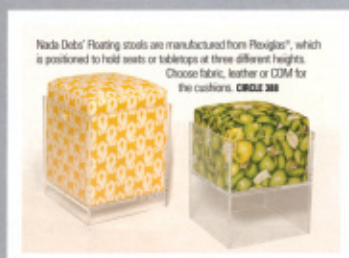 Nada Debs' Floating stools are manufactured from Plexiglas®, which
is positioned to hold seats or tabletops at three different heights.
Choose fabric, leather or COM for
the cushions. CIRCLE 388